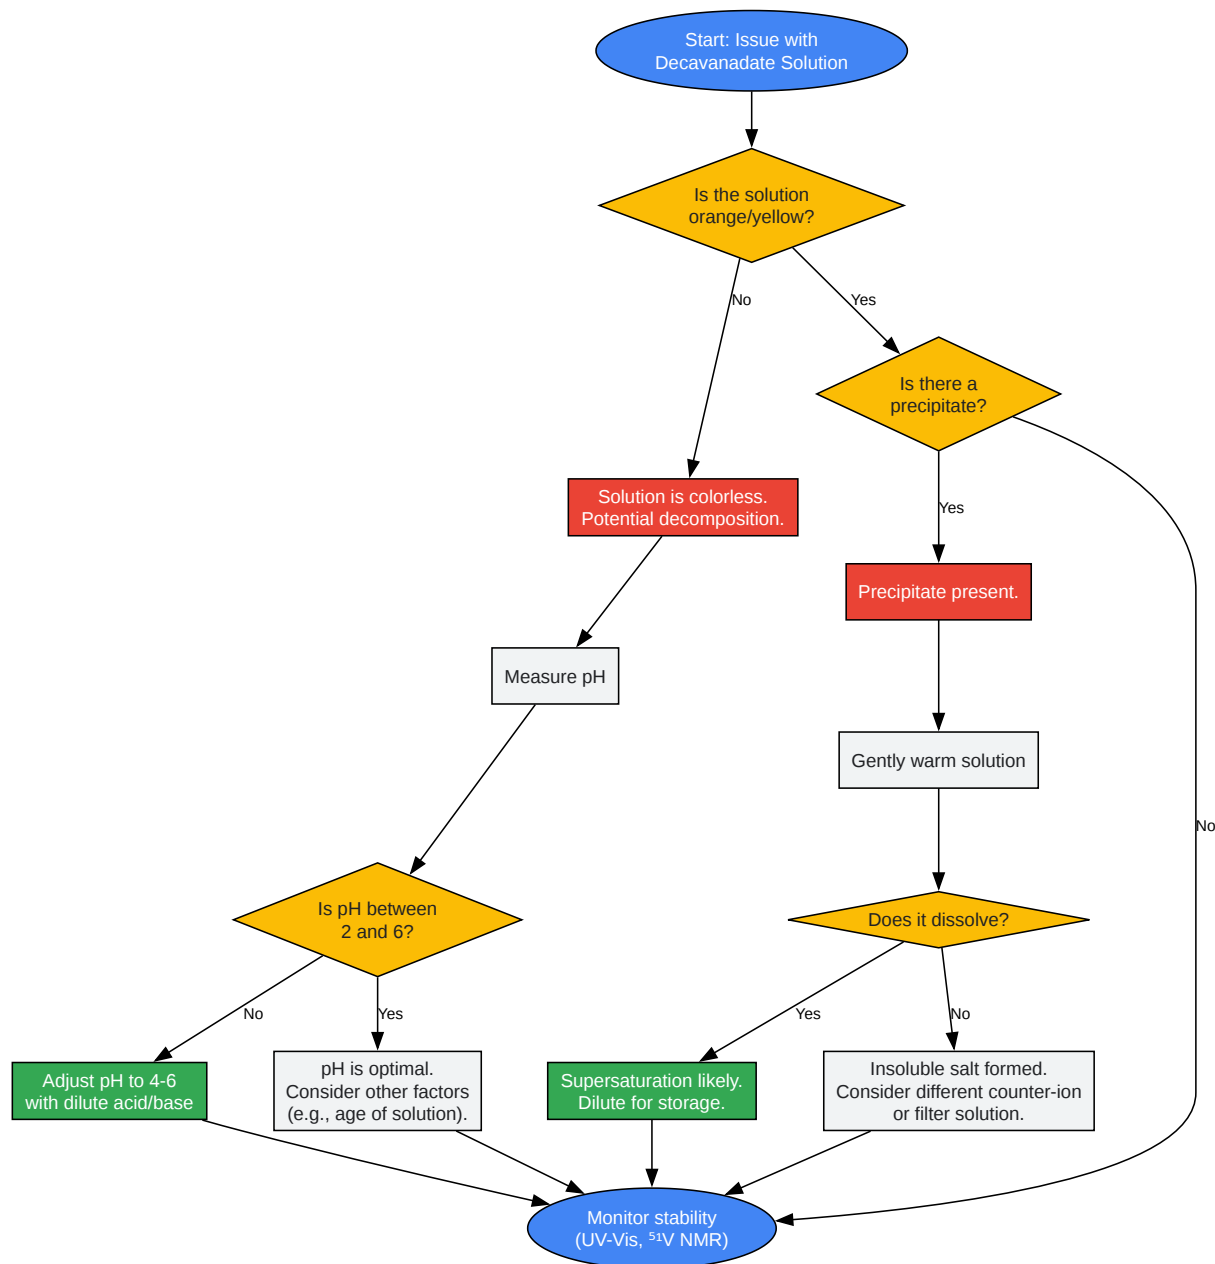 Start: Issue with
Decavanadate Solution
Is the solution
orange/yellow?
No
Yes
Is there a
precipitate?
Solution is colorless.
Potential decomposition.
Yes
Precipitate present.
Measure pH
Gently warm solution
No
Is pH between
2 and 6?
Does it dissolve?
No
Yes
Yes
No
Adjust pH to 4-6
with dilute acid/base
pH is optimal.
Consider other factors
(e.g., age of solution).
Supersaturation likely.
Dilute for storage.
Insoluble salt formed.
Consider different counter-ion
or filter solution.
Monitor stability
(UV-Vis, ⁵¹V NMR)